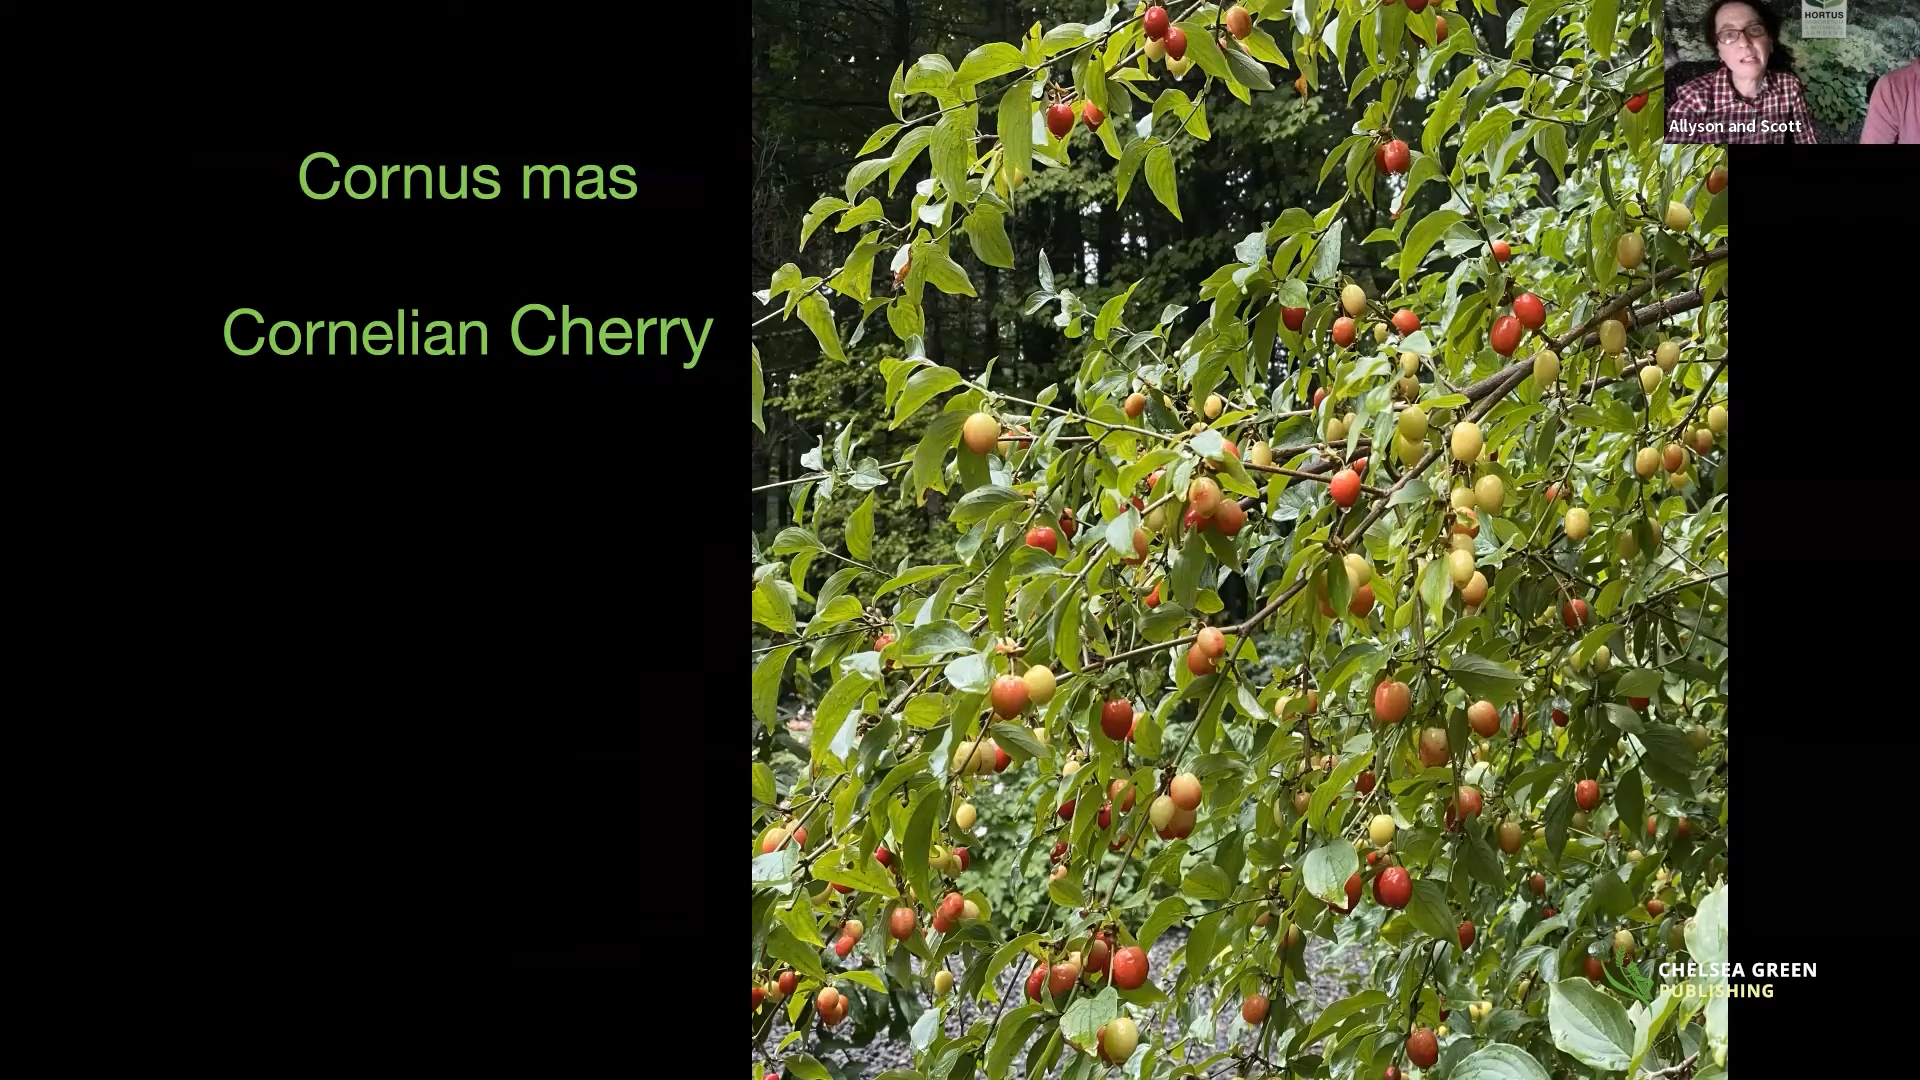 Cornus mas
Cornelian Cherry
HORTUS
Allyson and Scott
CHELSEA GREEN
PUBLISHING